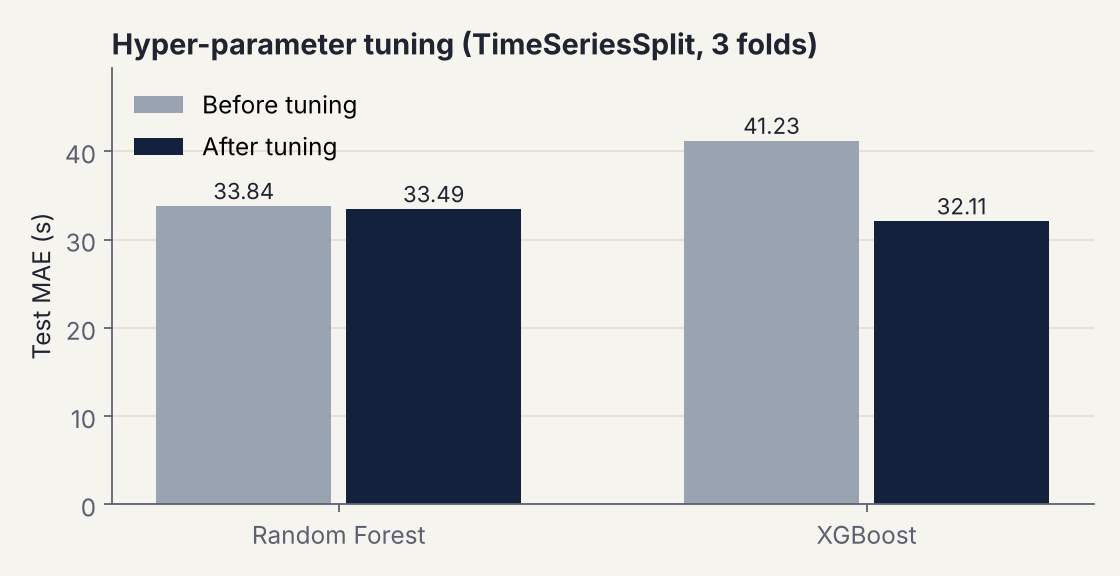 Hyper-parameter tuning (TimeSeriesSplit, 3 folds)
Before tuning
After tuning
Test MAE (s)
40
30
20
10
0
33.84
33.49
41.23
32.11
Random Forest
XGBoost